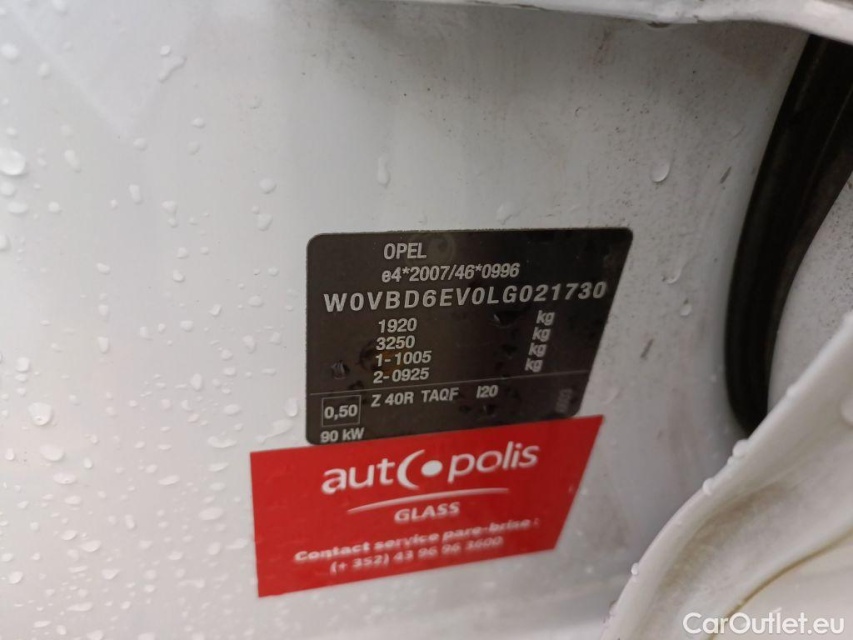 OPEL
e4*2007/46*0996
W0VBD6EV0LG021730
1920 kg
3250 kg
1-1005 kg
2-0925 kg
0,50 Z 40R TAQF I20
90 kW
autopolis
GLASS
Contact service pare-brise :
(+ 352) 43 96 96 3600
CarOutlet.eu